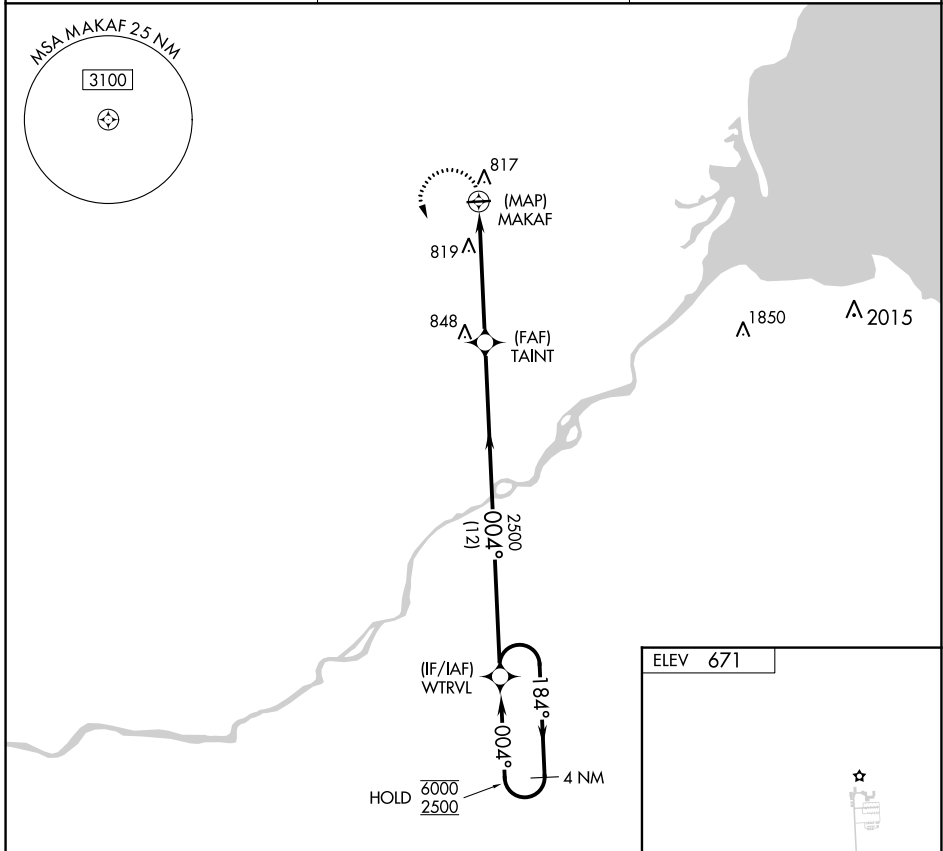 MSA MAKAF 25 NM
3100
817
(MAP)
MAKAF
819
848
(FAF)
TAINT
1850
2015
2500
004°
(12)
(IF/IAF)
WTRVL
184°
004°
4 NM
HOLD 6000
2500
ELEV 671